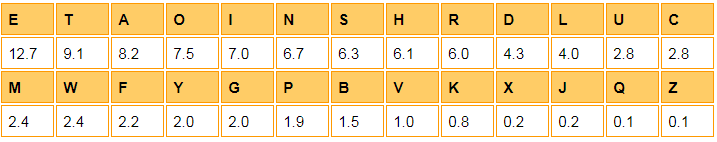 E T A O I N S H R D L U C
12.7 9.1 8.2 7.5 7.0 6.7 6.3 6.1 6.0 4.3 4.0 2.8 2.8
M W F Y G P B V K X J Q Z
2.4 2.4 2.2 2.0 2.0 1.9 1.5 1.0 0.8 0.2 0.2 0.1 0.1